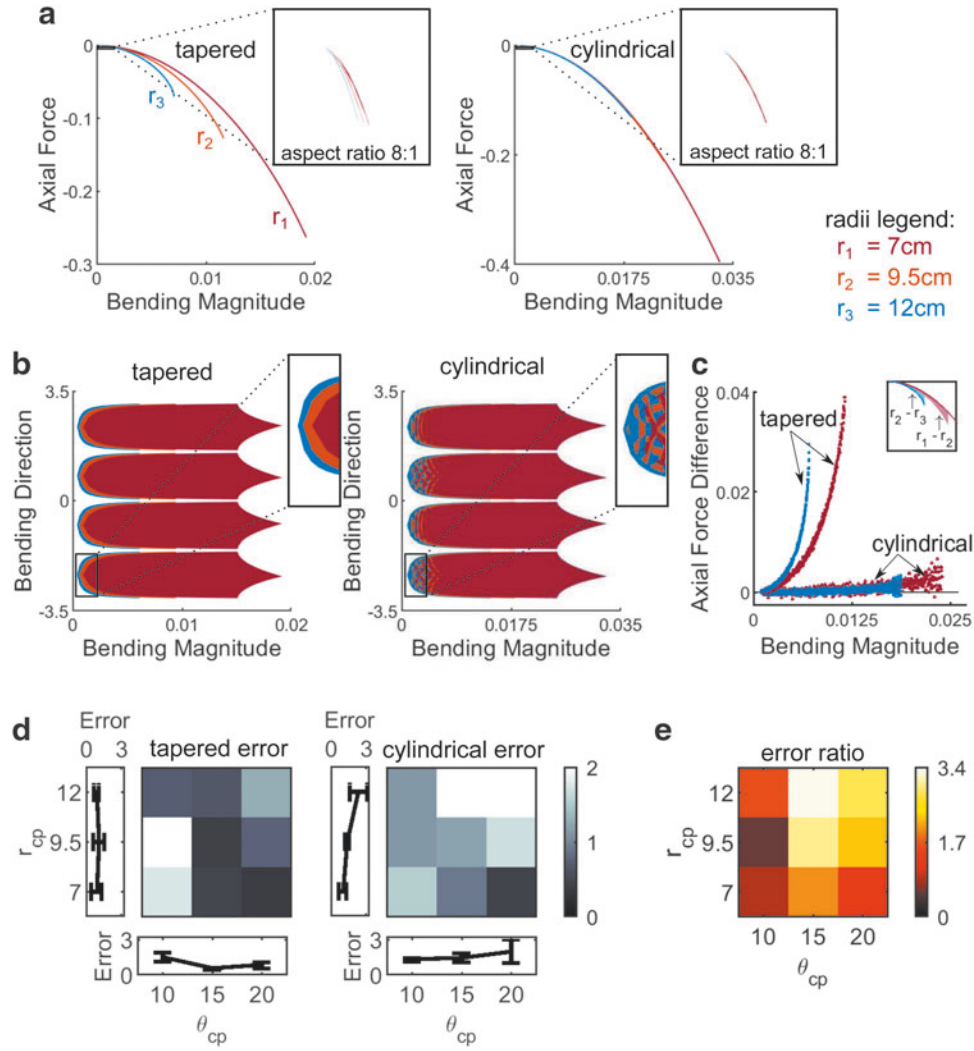 a
tapered
cylindrical
0
-0.1
-0.2
-0.3
Axial Force
r3
r2
r1
aspect ratio 8:1
0
0.01
0.02
Bending Magnitude
0
-0.2
-0.4
aspect ratio 8:1
0
0.0175
0.035
Bending Magnitude
radii legend:
r1 = 7cm
r2 = 9.5cm
r3 = 12cm
b
tapered
cylindrical
3.5
0
-3.5
Bending Direction
0
0.01
0.02
Bending Magnitude
3.5
0
-3.5
Bending Direction
0
0.0175
0.035
Bending Magnitude
c
0.04
0.02
0
Axial Force Difference
tapered
cylindrical
r2 - r3
r1 - r2
0
0.0125
0.025
Bending Magnitude
d
Error
0 3
tapered error
12
9.5
7
rcp
Error
3
0
10 15 20
θcp
Error
0 3
cylindrical error
2
1
0
Error
3
0
10 15 20
θcp
e
error ratio
12
9.5
7
rcp
10 15 20
θcp
3.4
1.7
0